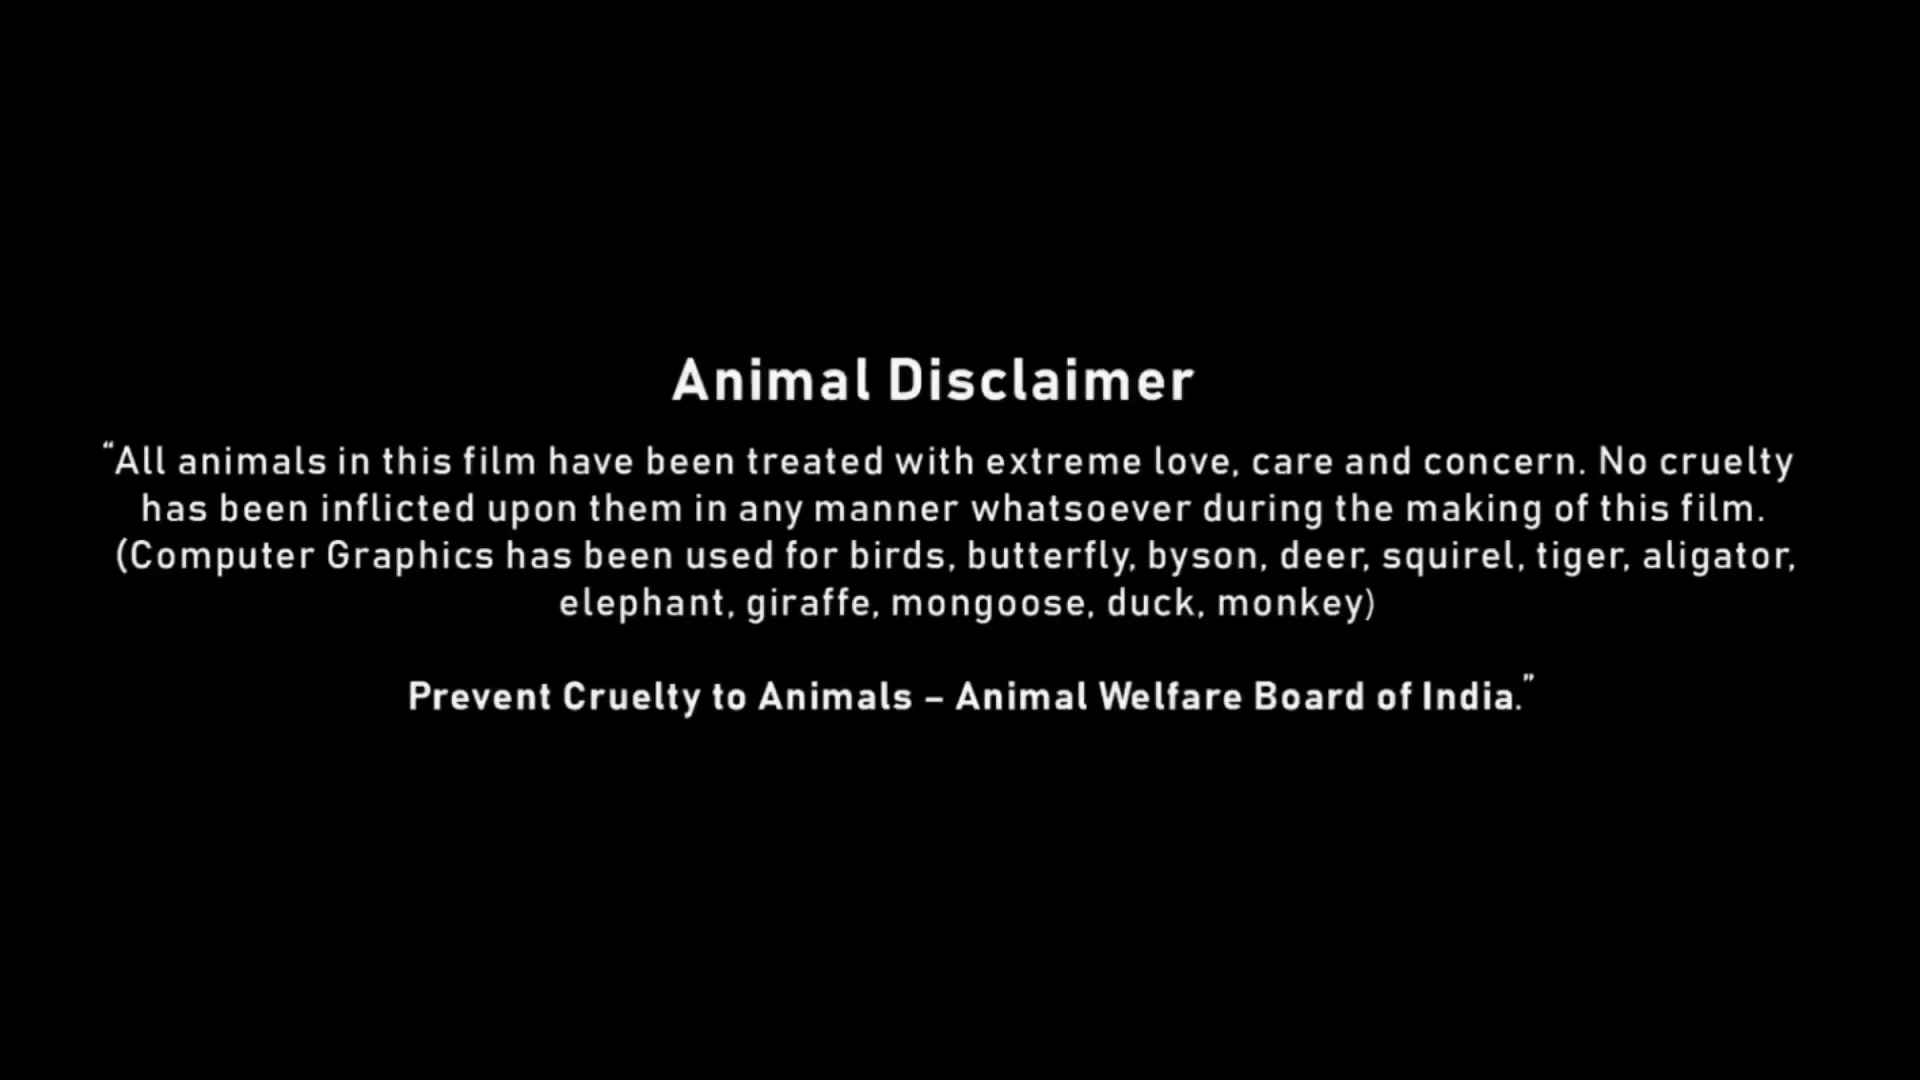 Animal Disclaimer
“All animals in this film have been treated with extreme love, care and concern. No cruelty
has been inflicted upon them in any manner whatsoever during the making of this film.
(Computer Graphics has been used for birds, butterfly, byson, deer, squirel, tiger, aligator,
elephant, giraffe, mongoose, duck, monkey)
Prevent Cruelty to Animals – Animal Welfare Board of India.”